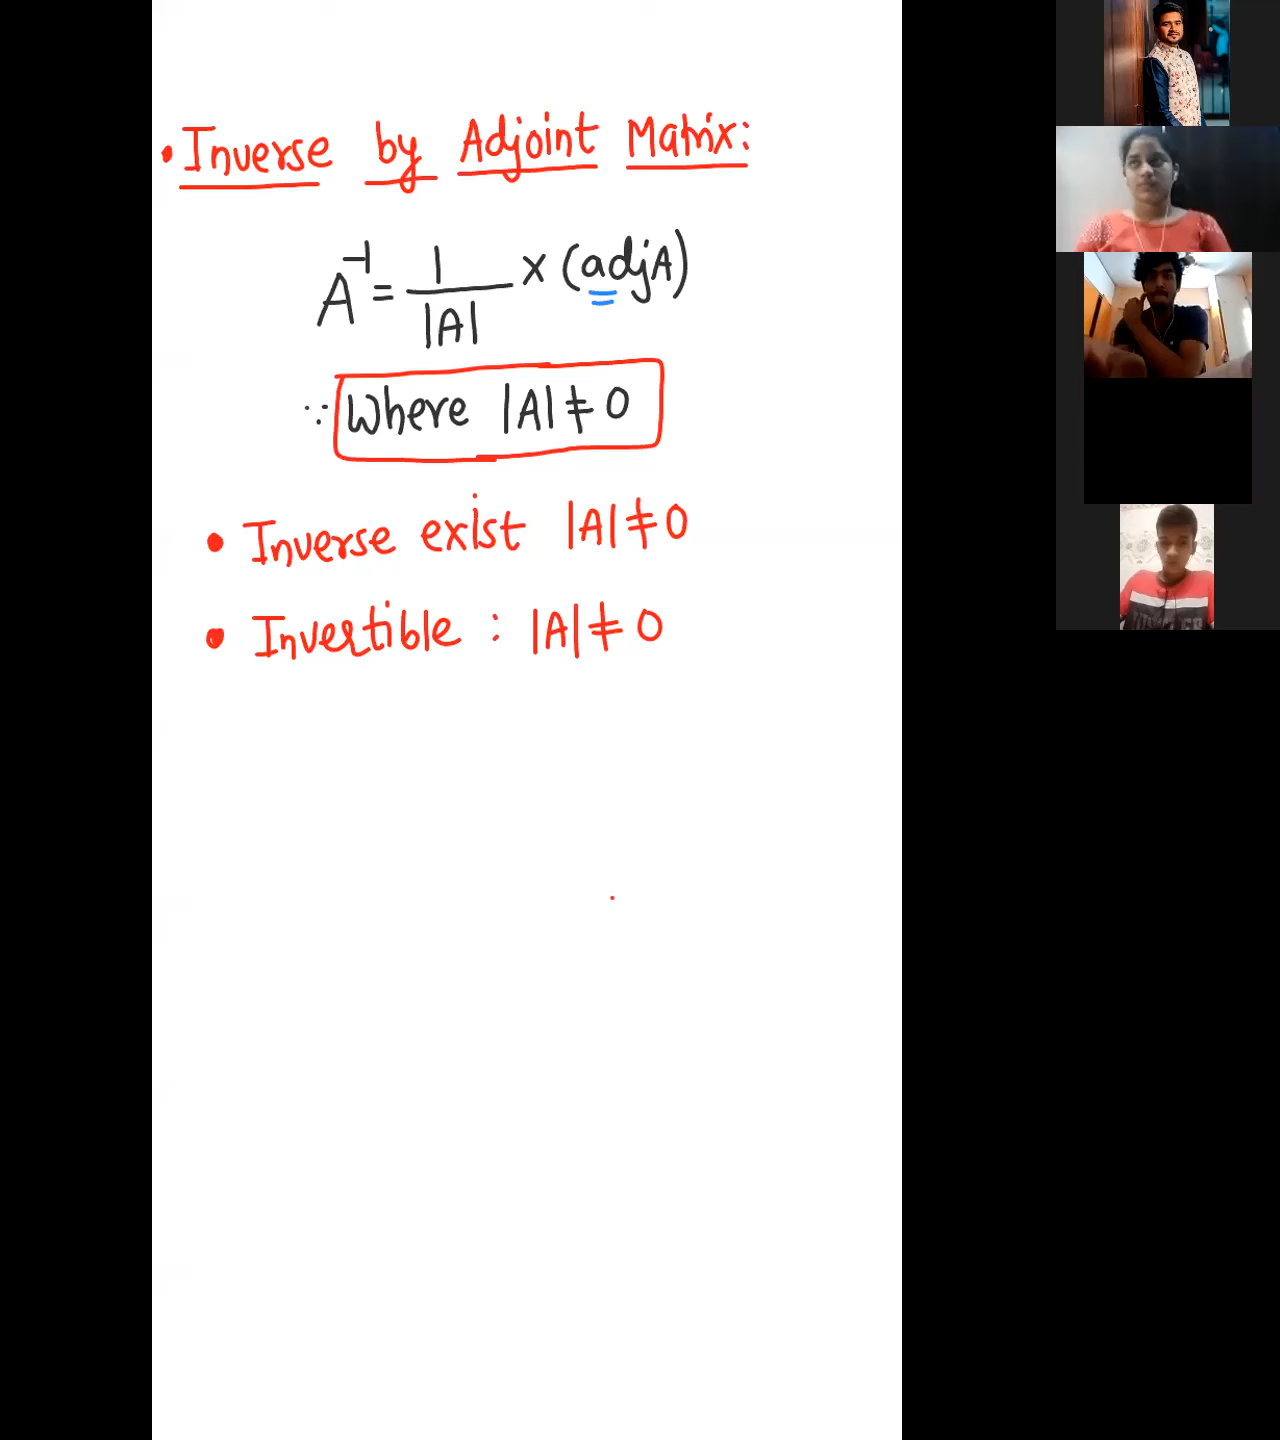 • Inverse by Adjoint Matrix:
A⁻¹ = 1/|A| × (adjA)
∵ Where |A| ≠ 0
• Inverse exist |A| ≠ 0
• Invertible : |A| ≠ 0